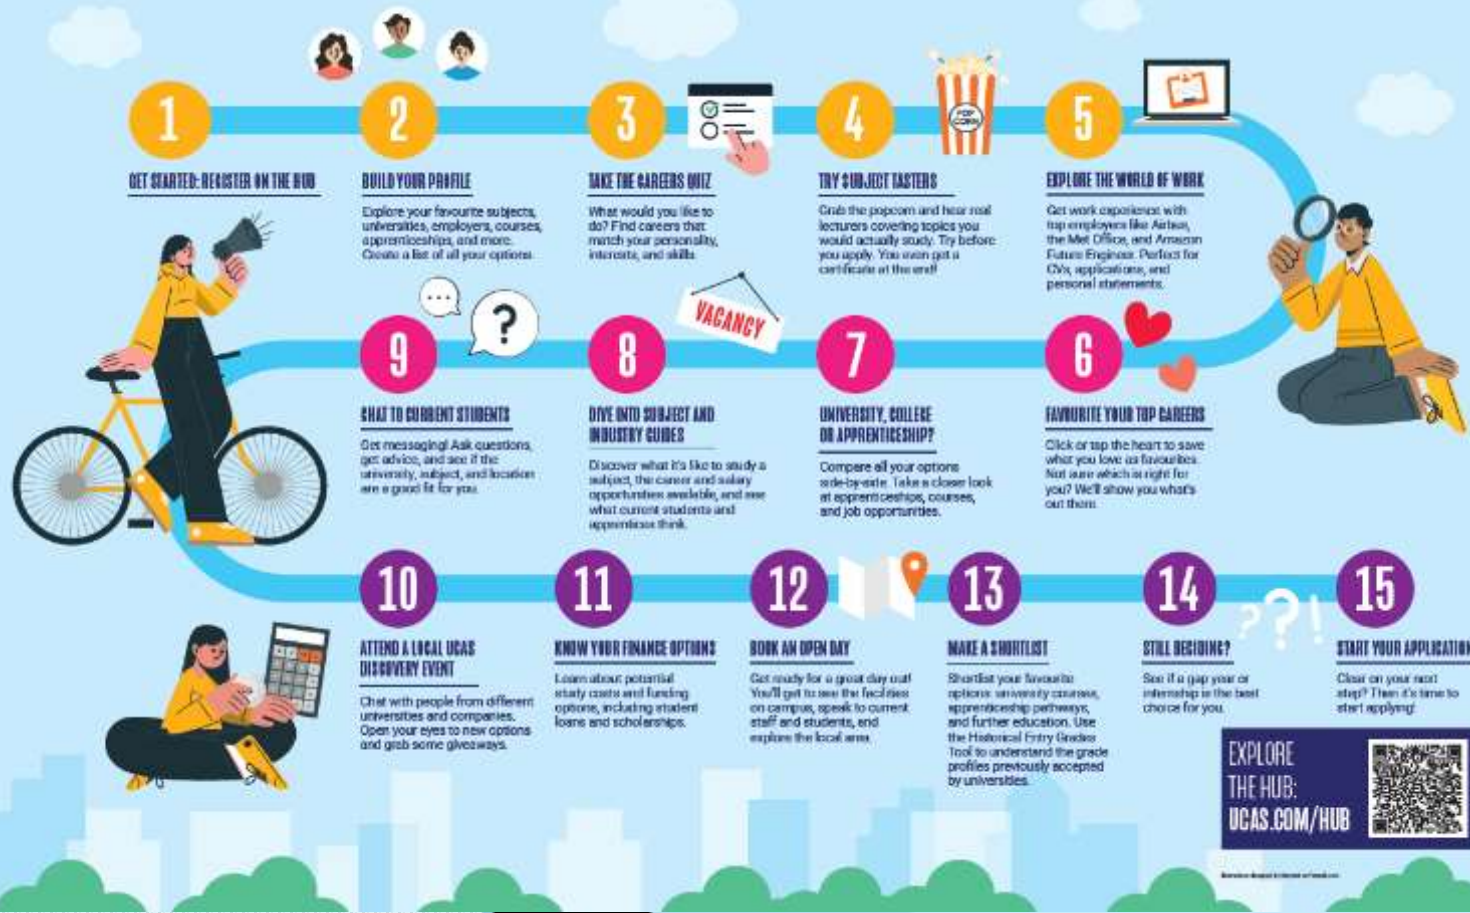 1
GET STARTED: REGISTER ON THE HUB
2
BUILD YOUR PROFILE
Explore your favourite subjects,
universities, employers, courses,
apprenticeships, and more.
Create a list of all your options.
3
TAKE THE CAREERS QUIZ
What would you like to
do? Find careers that
match your personality,
interests, and skills.
4
POP
CORN
TRY SUBJECT TASTERS
Grab the popcorn and hear real
lecturers covering topics you
would actually study. Try before
you apply. You even get a
certificate at the end!
5
EXPLORE THE WORLD OF WORK
Get work experience with
top employers like Airbus,
the Met Office, and Amazon
Future Engineer. Perfect for
CVs, applications, and
personal statements.
6
FAVOURITE YOUR TOP CAREERS
Click or tap the heart to save
what you love as favourites.
Not sure which is right for
you? We'll show you what's
out there.
7
UNIVERSITY, COLLEGE
OR APPRENTICESHIP?
Compare all your options
side-by-side. Take a closer look
at apprenticeships, courses,
and job opportunities.
VACANCY
8
DIVE INTO SUBJECT AND
INDUSTRY GUIDES
Discover what it's like to study a
subject, the career and salary
opportunities available, and see
what current students and
apprentices think.
?
9
CHAT TO CURRENT STUDENTS
Get messaging! Ask questions,
get advice, and see if the
university, subject, and location
are a good fit for you.
10
ATTEND A LOCAL UCAS
DISCOVERY EVENT
Chat with people from different
universities and companies.
Open your eyes to new options
and grab some giveaways.
11
KNOW YOUR FINANCE OPTIONS
Learn about potential
study costs and funding
options, including student
loans and scholarships.
12
BOOK AN OPEN DAY
Get ready for a great day out!
You'll get to see the facilities
on campus, speak to current
staff and students, and
explore the local area.
13
MAKE A SHORTLIST
Shortlist your favourite
options: university courses,
apprenticeship pathways,
and further education. Use
the Historical Entry Grades
Tool to understand the grade
profiles previously accepted
by universities.
14
STILL DECIDING?
See if a gap year or
internship is the best
choice for you.
??!
15
START YOUR APPLICATION
Clear on your next
step? Then it's time to
start applying!
EXPLORE
THE HUB:
UCAS.COM/HUB